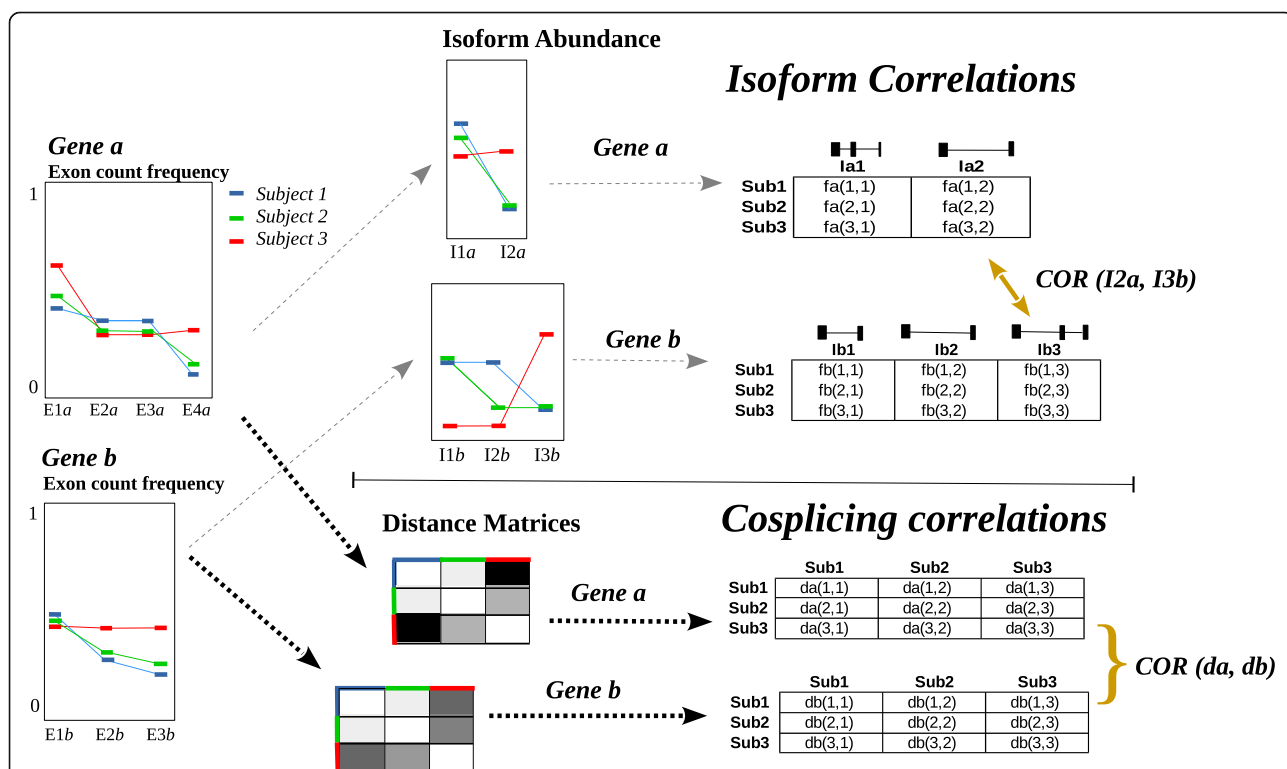 Isoform Abundance
Isoform Correlations
Gene a
Exon count frequency
1
0
E1a E2a E3a E4a
Subject 1
Subject 2
Subject 3
I1a I2a
Gene a
Ia1 Ia2
Sub1 fa(1,1) fa(1,2)
Sub2 fa(2,1) fa(2,2)
Sub3 fa(3,1) fa(3,2)
COR (I2a, I3b)
I1b I2b I3b
Gene b
Ib1 Ib2 Ib3
Sub1 fb(1,1) fb(1,2) fb(1,3)
Sub2 fb(2,1) fb(2,2) fb(2,3)
Sub3 fb(3,1) fb(3,2) fb(3,3)
Gene b
Exon count frequency
1
0
E1b E2b E3b
Distance Matrices
Cosplicing correlations
Gene a
Sub1 Sub2 Sub3
Sub1 da(1,1) da(1,2) da(1,3)
Sub2 da(2,1) da(2,2) da(2,3)
Sub3 da(3,1) da(3,2) da(3,3)
COR (da, db)
Gene b
Sub1 Sub2 Sub3
Sub1 db(1,1) db(1,2) db(1,3)
Sub2 db(2,1) db(2,2) db(2,3)
Sub3 db(3,1) db(3,2) db(3,3)